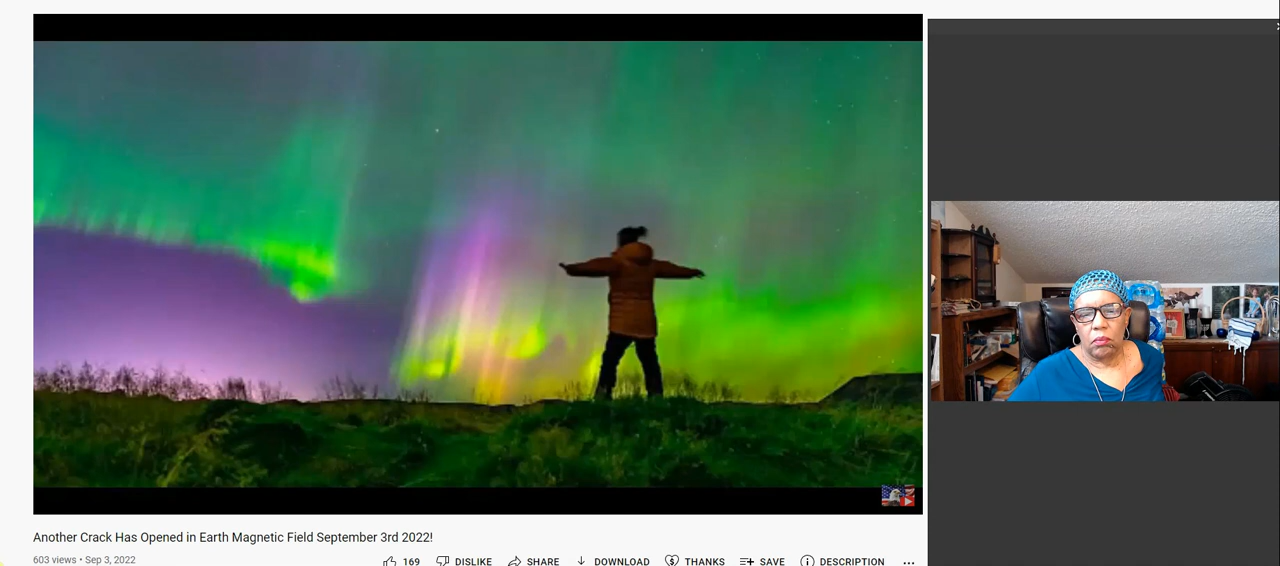 Another Crack Has Opened in Earth Magnetic Field September 3rd 2022!
603 views • Sep 3, 2022
169 DISLIKE SHARE DOWNLOAD THANKS SAVE DESCRIPTION